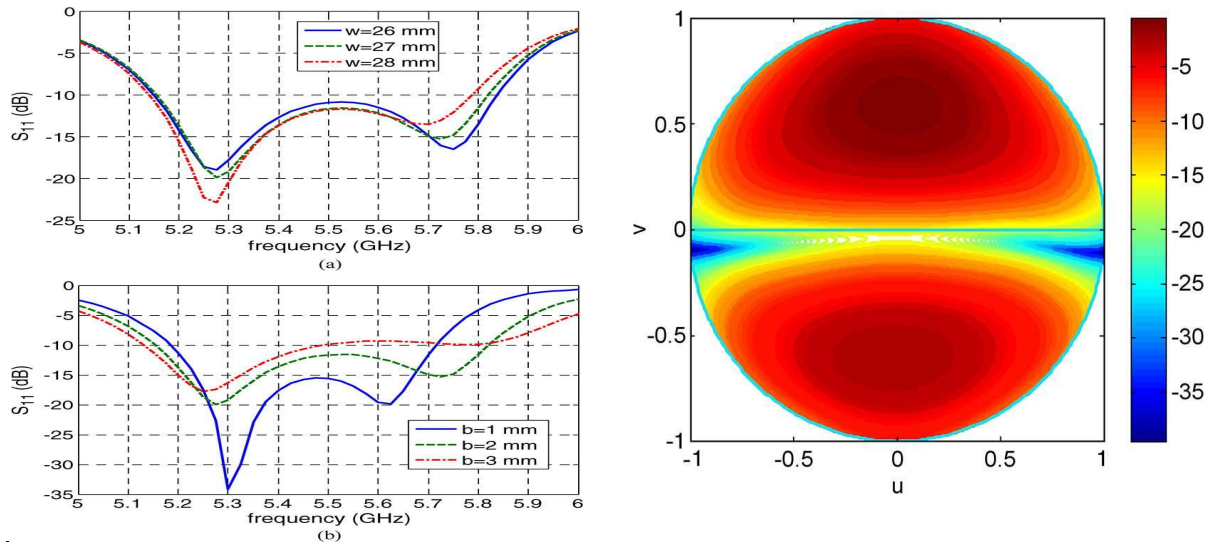 0
-5
-10
-15
-20
-25
S11 (dB)
w=26 mm
w=27 mm
w=28 mm
5 5.1 5.2 5.3 5.4 5.5 5.6 5.7 5.8 5.9 6
frequency (GHz)
(a)
0
-5
-10
-15
-20
-25
-30
-35
S11 (dB)
b=1 mm
b=2 mm
b=3 mm
5 5.1 5.2 5.3 5.4 5.5 5.6 5.7 5.8 5.9 6
frequency (GHz)
(b)
1
0.5
0
-0.5
-1
v
-1 -0.5 0 0.5 1
u
-5
-10
-15
-20
-25
-30
-35